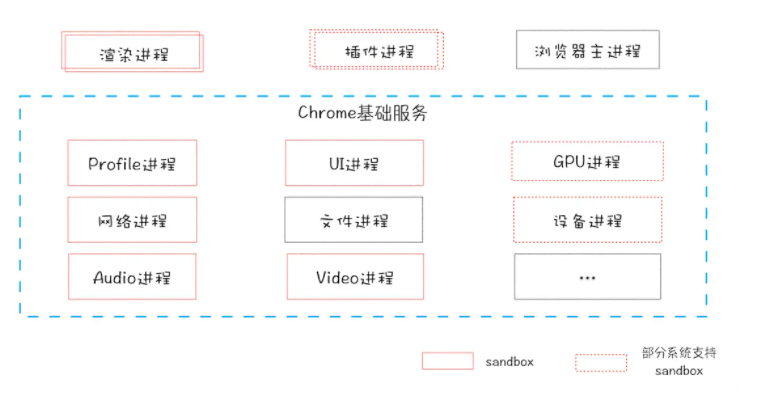 渲染进程
插件进程
浏览器主进程
Chrome基础服务
Profile进程
UI进程
GPU进程
网络进程
文件进程
设备进程
Audio进程
Video进程
...
sandbox
部分系统支持
sandbox